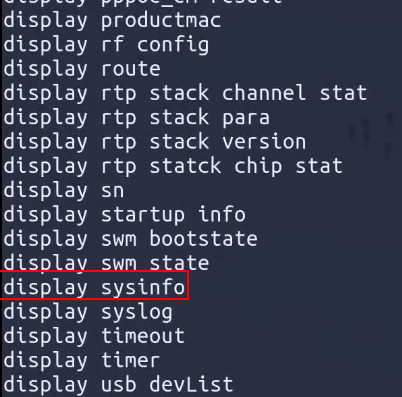 display pppoe_em result
display productmac
display rf config
display route
display rtp stack channel stat
display rtp stack para
display rtp stack version
display rtp statck chip stat
display sn
display startup info
display swm bootstate
display swm state
display sysinfo
display syslog
display timeout
display timer
display usb devList